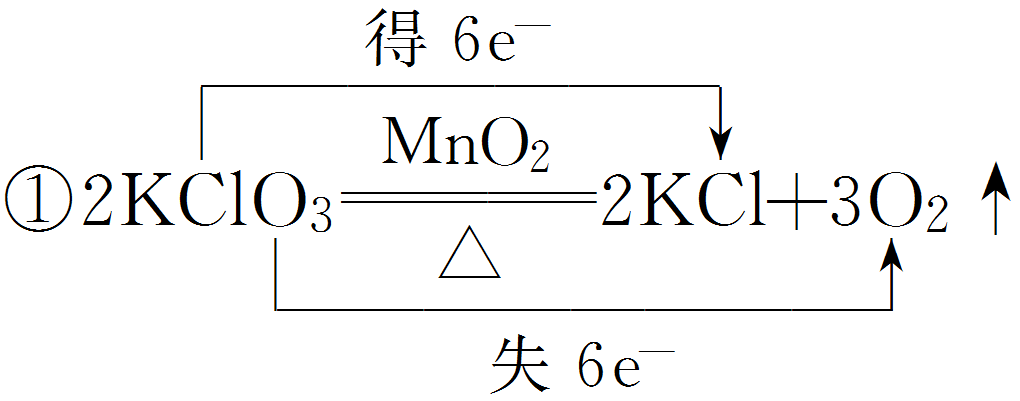 得 6e⁻
MnO₂
①2KClO₃══2KCl+3O₂↑
△
失 6e⁻